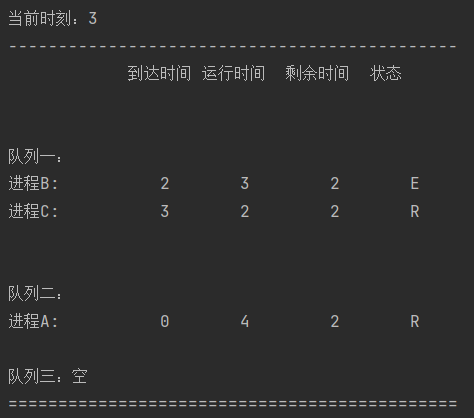 当前时刻：3
---------------------------------------------
到达时间 运行时间 剩余时间 状态
队列一：
进程B: 2 3 2 E
进程C: 3 2 2 R
队列二：
进程A: 0 4 2 R
队列三：空
=============================================